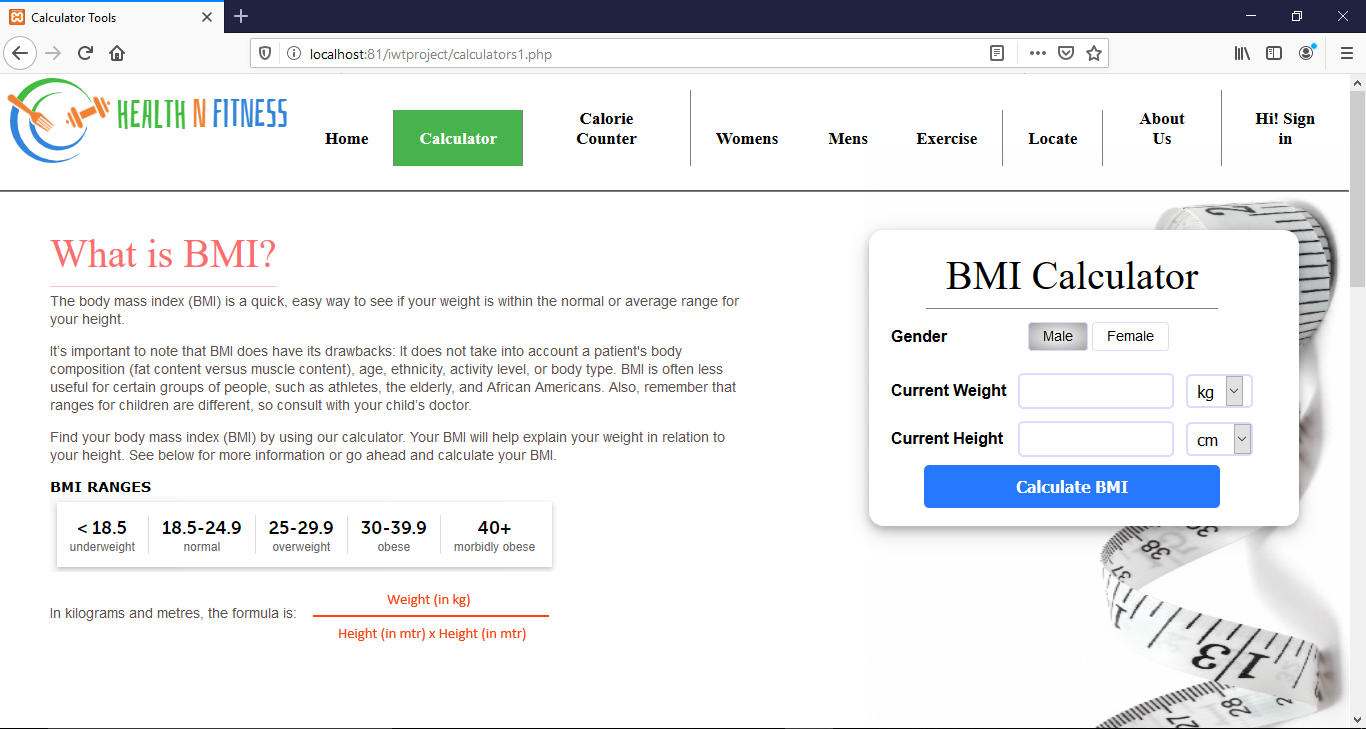 Calculator Tools
localhost:81/iwtproject/calculators1.php
HEALTH N FITNESS
Home
Calculator
Calorie
Counter
Womens
Mens
Exercise
Locate
About
Us
Hi! Sign
in
What is BMI?
The body mass index (BMI) is a quick, easy way to see if your weight is within the normal or average range for
your height.
It's important to note that BMI does have its drawbacks: It does not take into account a patient's body
composition (fat content versus muscle content), age, ethnicity, activity level, or body type. BMI is often less
useful for certain groups of people, such as athletes, the elderly, and African Americans. Also, remember that
ranges for children are different, so consult with your child's doctor.
Find your body mass index (BMI) by using our calculator. Your BMI will help explain your weight in relation to
your height. See below for more information or go ahead and calculate your BMI.
BMI RANGES
< 18.5 18.5-24.9 25-29.9 30-39.9 40+
underweight normal overweight obese morbidly obese
In kilograms and metres, the formula is:
Weight (in kg)
Height (in mtr) x Height (in mtr)
BMI Calculator
Gender Male Female
Current Weight kg
Current Height cm
Calculate BMI
2
38
37
13
28
27
28